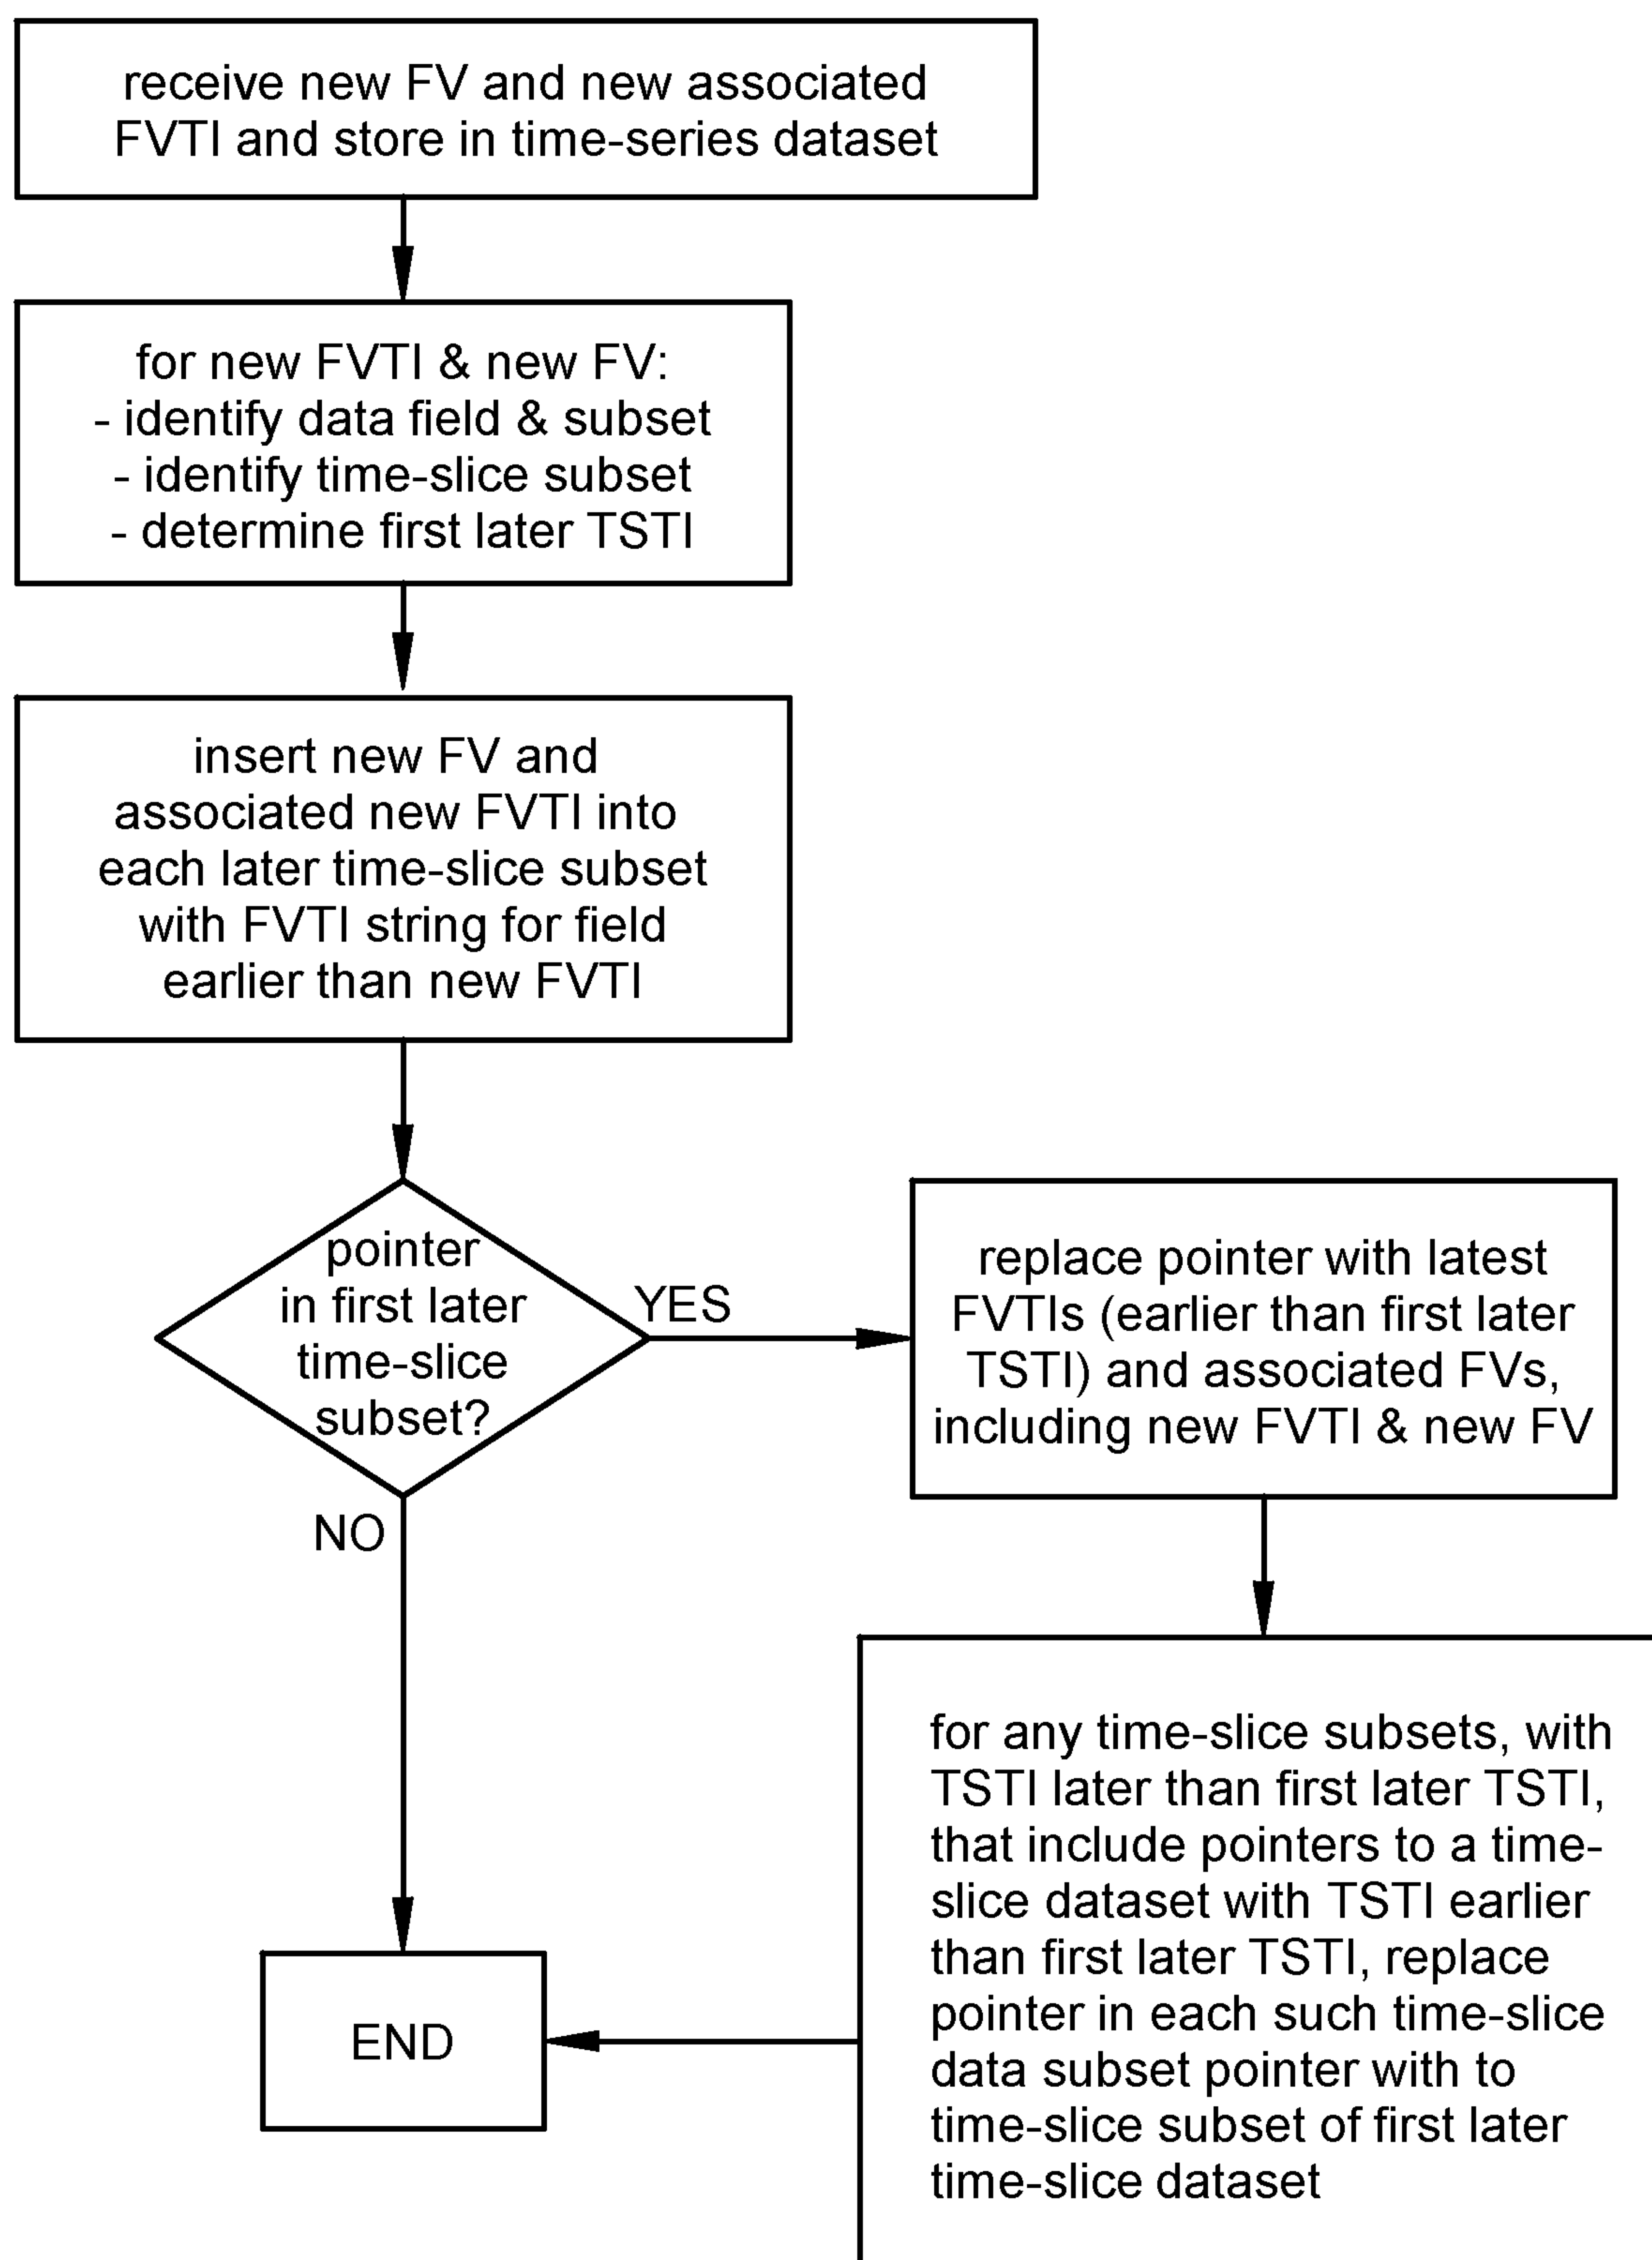 receive new FV and new associated
FVTI and store in time-series dataset
for new FVTI & new FV:
- identify data field & subset
- identify time-slice subset
- determine first later TSTI
insert new FV and
associated new FVTI into
each later time-slice subset
with FVTI string for field
earlier than new FVTI
pointer
in first later
time-slice
subset?
YES
NO
replace pointer with latest
FVTIs (earlier than first later
TSTI) and associated FVs,
including new FVTI & new FV
for any time-slice subsets, with
TSTI later than first later TSTI,
that include pointers to a time-
slice dataset with TSTI earlier
than first later TSTI, replace
pointer in each such time-slice
data subset pointer with to
time-slice subset of first later
time-slice dataset
END